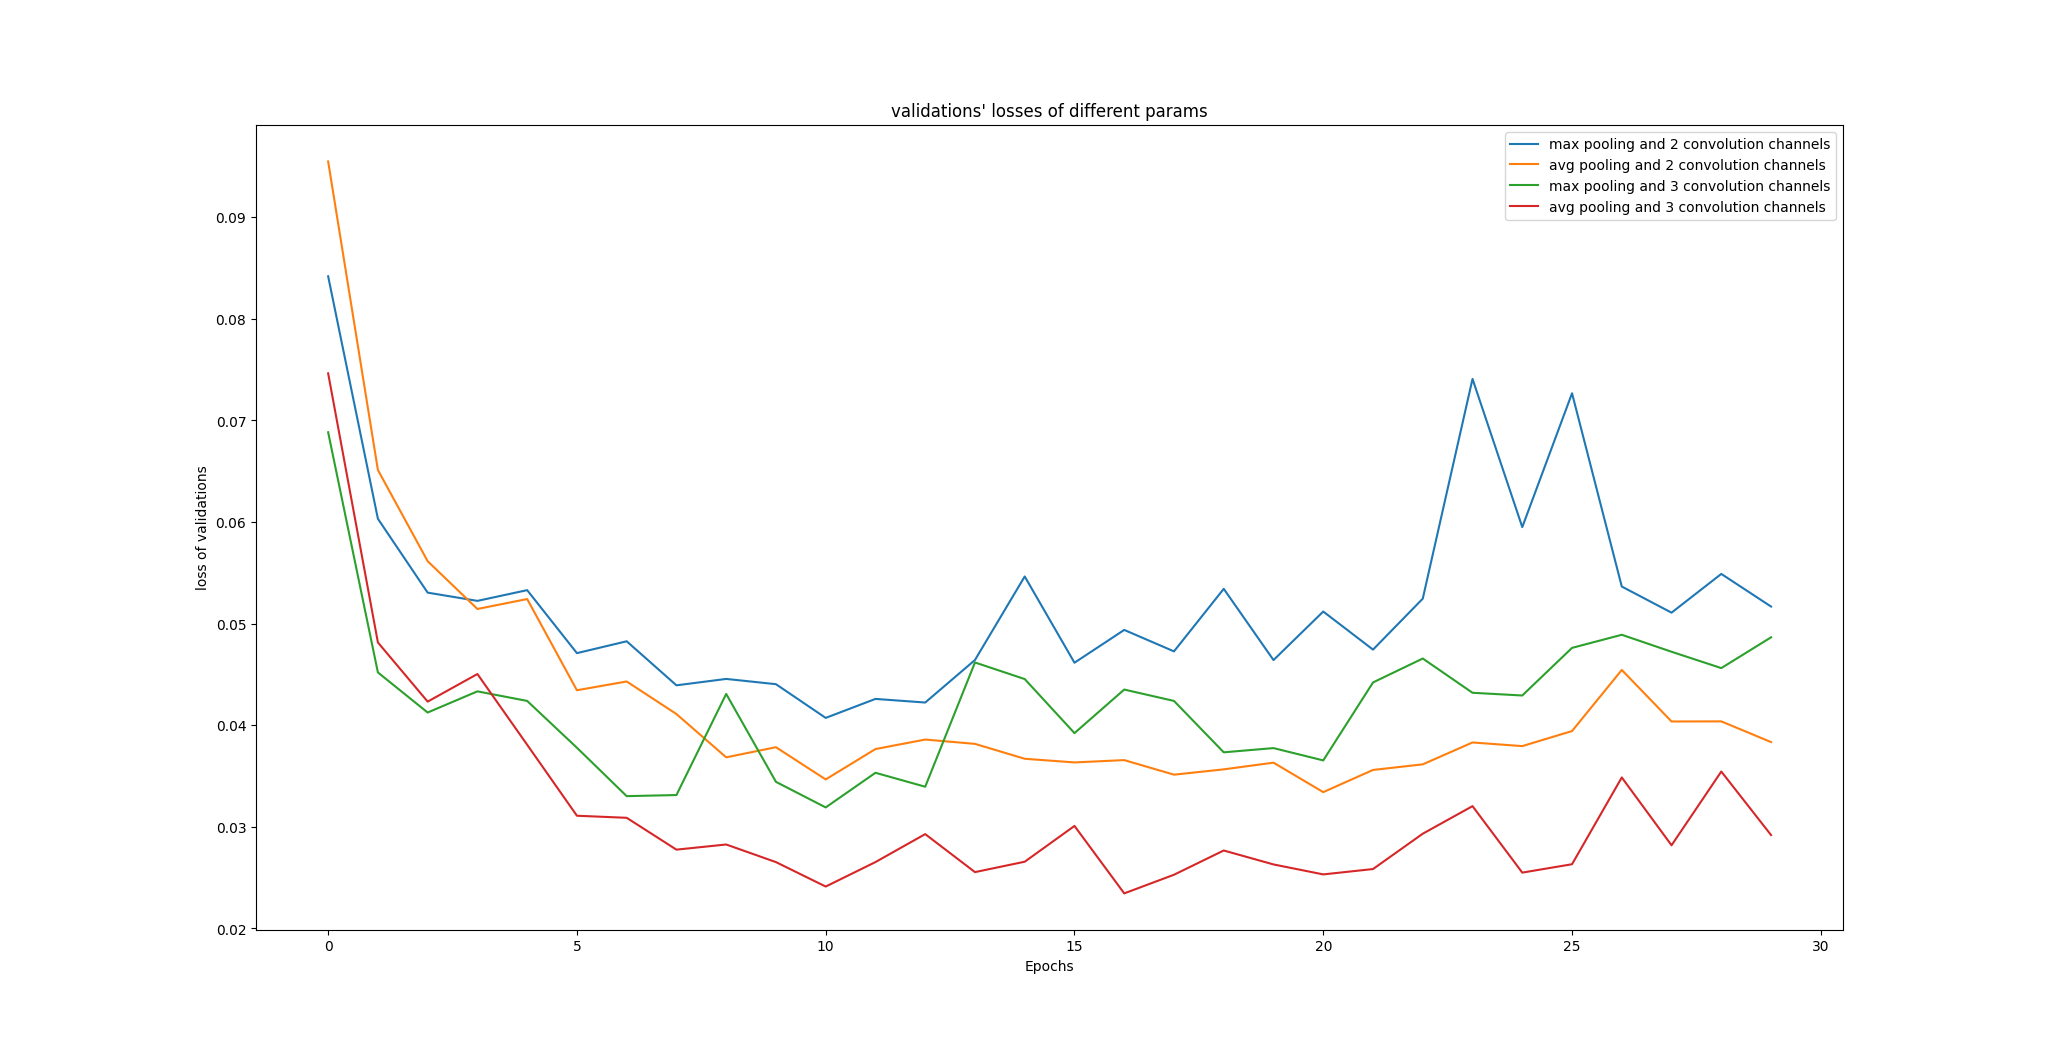 validations' losses of different params
max pooling and 2 convolution channels
avg pooling and 2 convolution channels
max pooling and 3 convolution channels
avg pooling and 3 convolution channels
loss of validations
0.09
0.08
0.07
0.06
0.05
0.04
0.03
0.02
0 5 10 15 20 25 30
Epochs